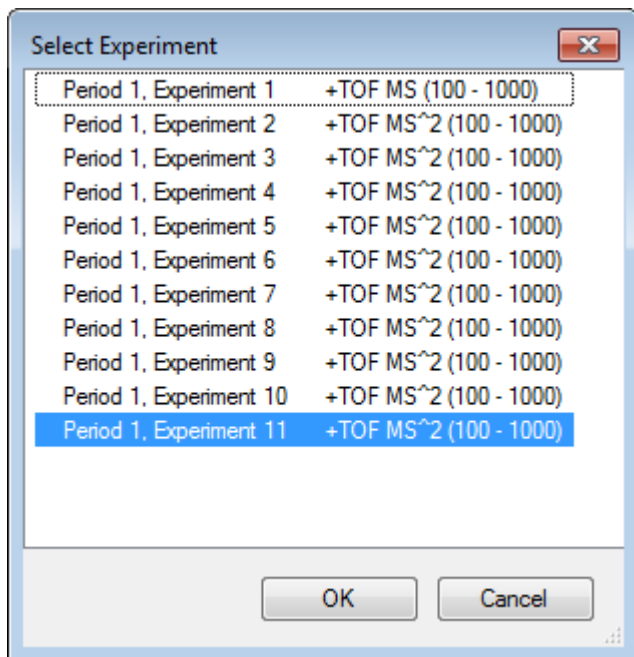 Select Experiment
Period 1, Experiment 1 +TOF MS (100 - 1000)
Period 1, Experiment 2 +TOF MS^2 (100 - 1000)
Period 1, Experiment 3 +TOF MS^2 (100 - 1000)
Period 1, Experiment 4 +TOF MS^2 (100 - 1000)
Period 1, Experiment 5 +TOF MS^2 (100 - 1000)
Period 1, Experiment 6 +TOF MS^2 (100 - 1000)
Period 1, Experiment 7 +TOF MS^2 (100 - 1000)
Period 1, Experiment 8 +TOF MS^2 (100 - 1000)
Period 1, Experiment 9 +TOF MS^2 (100 - 1000)
Period 1, Experiment 10 +TOF MS^2 (100 - 1000)
Period 1, Experiment 11 +TOF MS^2 (100 - 1000)
OK Cancel